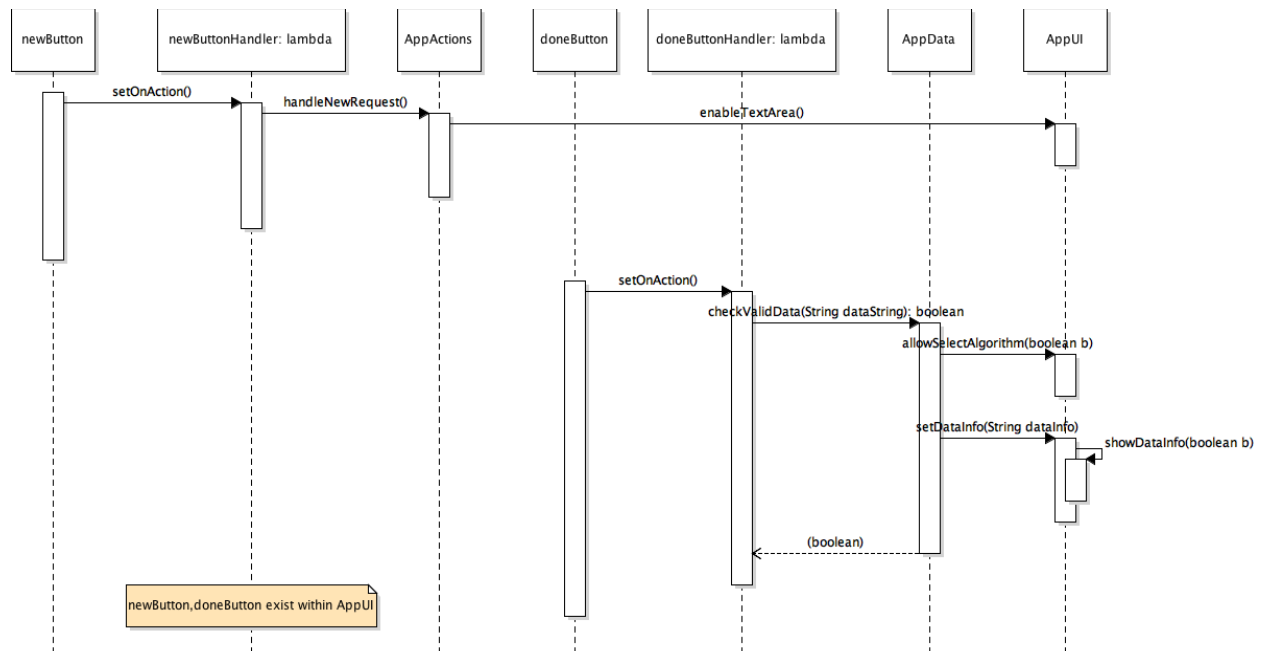 newButton
newButtonHandler: lambda
AppActions
doneButton
doneButtonHandler: lambda
AppData
AppUI
setOnAction()
handleNewRequest()
enableTextArea()
setOnAction()
checkValidData(String dataString): boolean
allowSelectAlgorithm(boolean b)
setDataInfo(String dataInfo)
showDataInfo(boolean b)
(boolean)
newButton,doneButton exist within AppUI